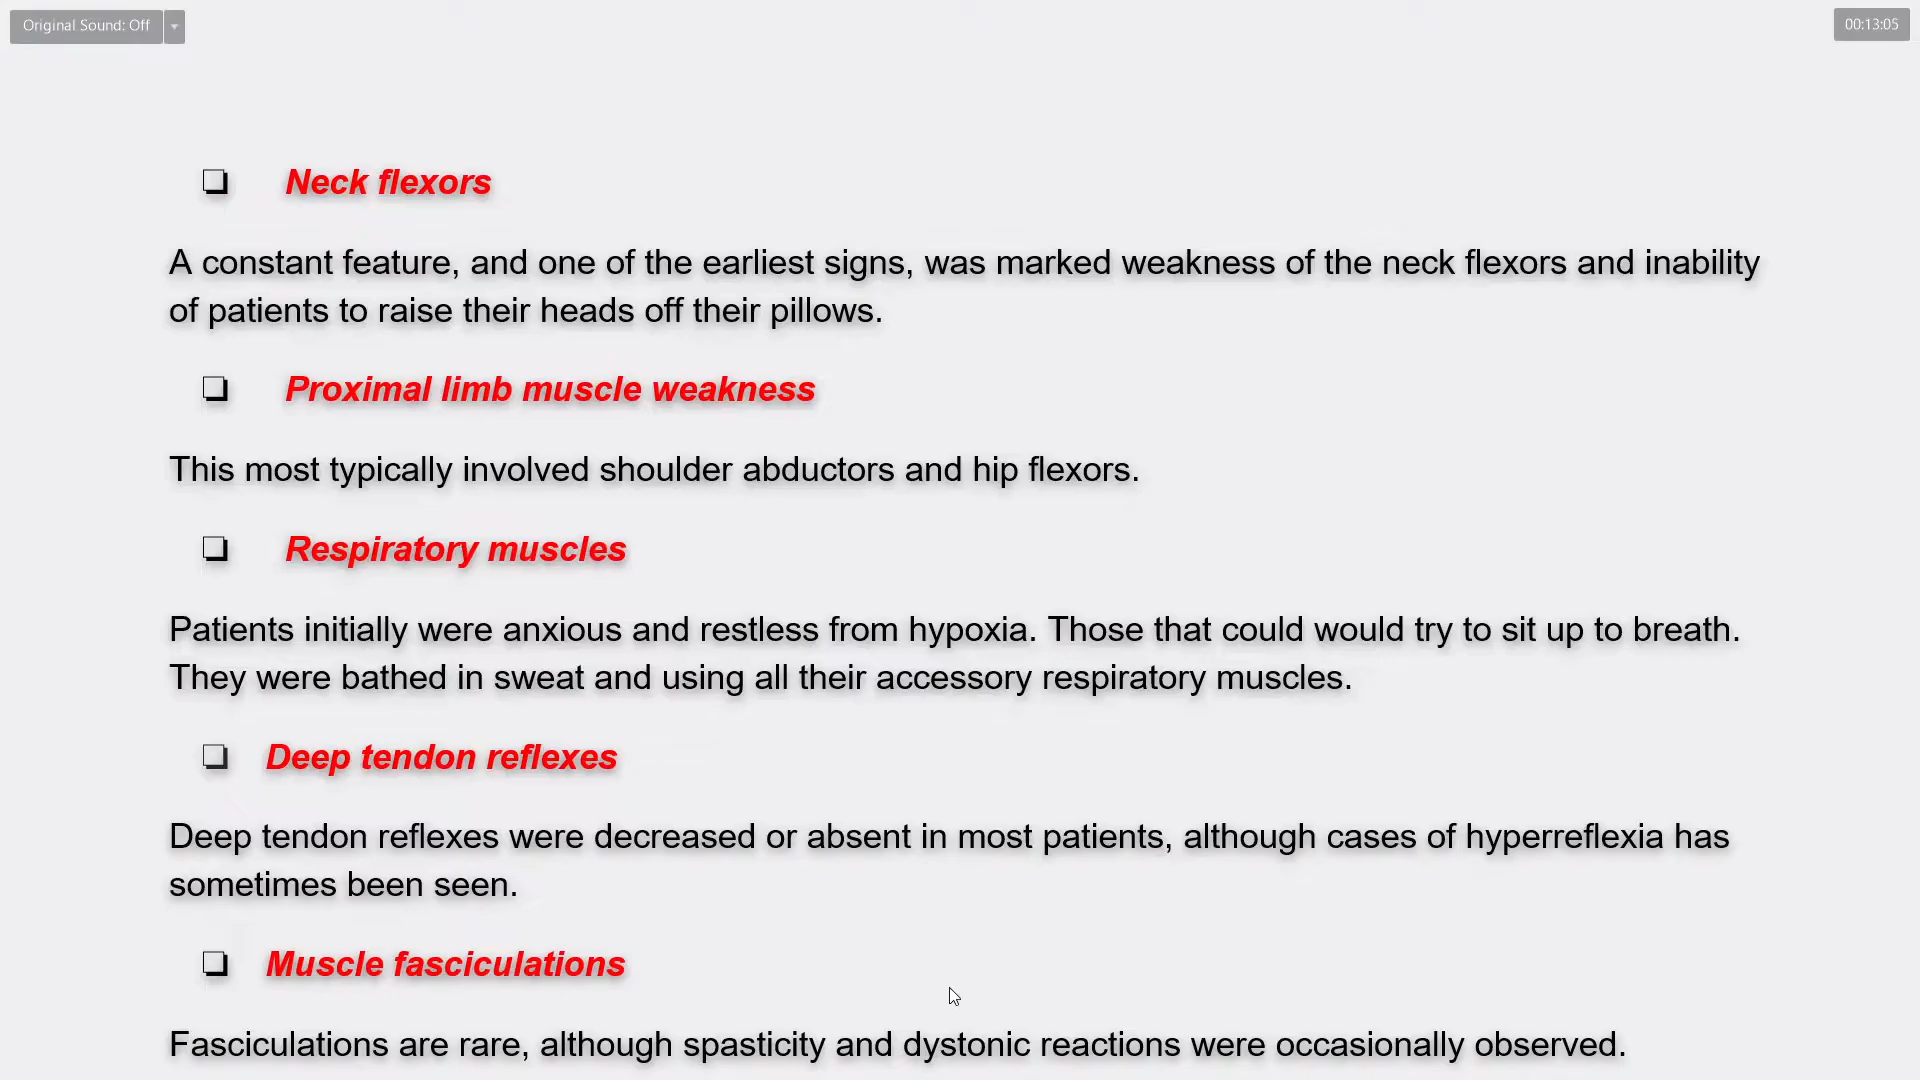 Original Sound: Off
00:13:05
Neck flexors
A constant feature, and one of the earliest signs, was marked weakness of the neck flexors and inability
of patients to raise their heads off their pillows.
Proximal limb muscle weakness
This most typically involved shoulder abductors and hip flexors.
Respiratory muscles
Patients initially were anxious and restless from hypoxia. Those that could would try to sit up to breath.
They were bathed in sweat and using all their accessory respiratory muscles.
Deep tendon reflexes
Deep tendon reflexes were decreased or absent in most patients, although cases of hyperreflexia has
sometimes been seen.
Muscle fasciculations
Fasciculations are rare, although spasticity and dystonic reactions were occasionally observed.